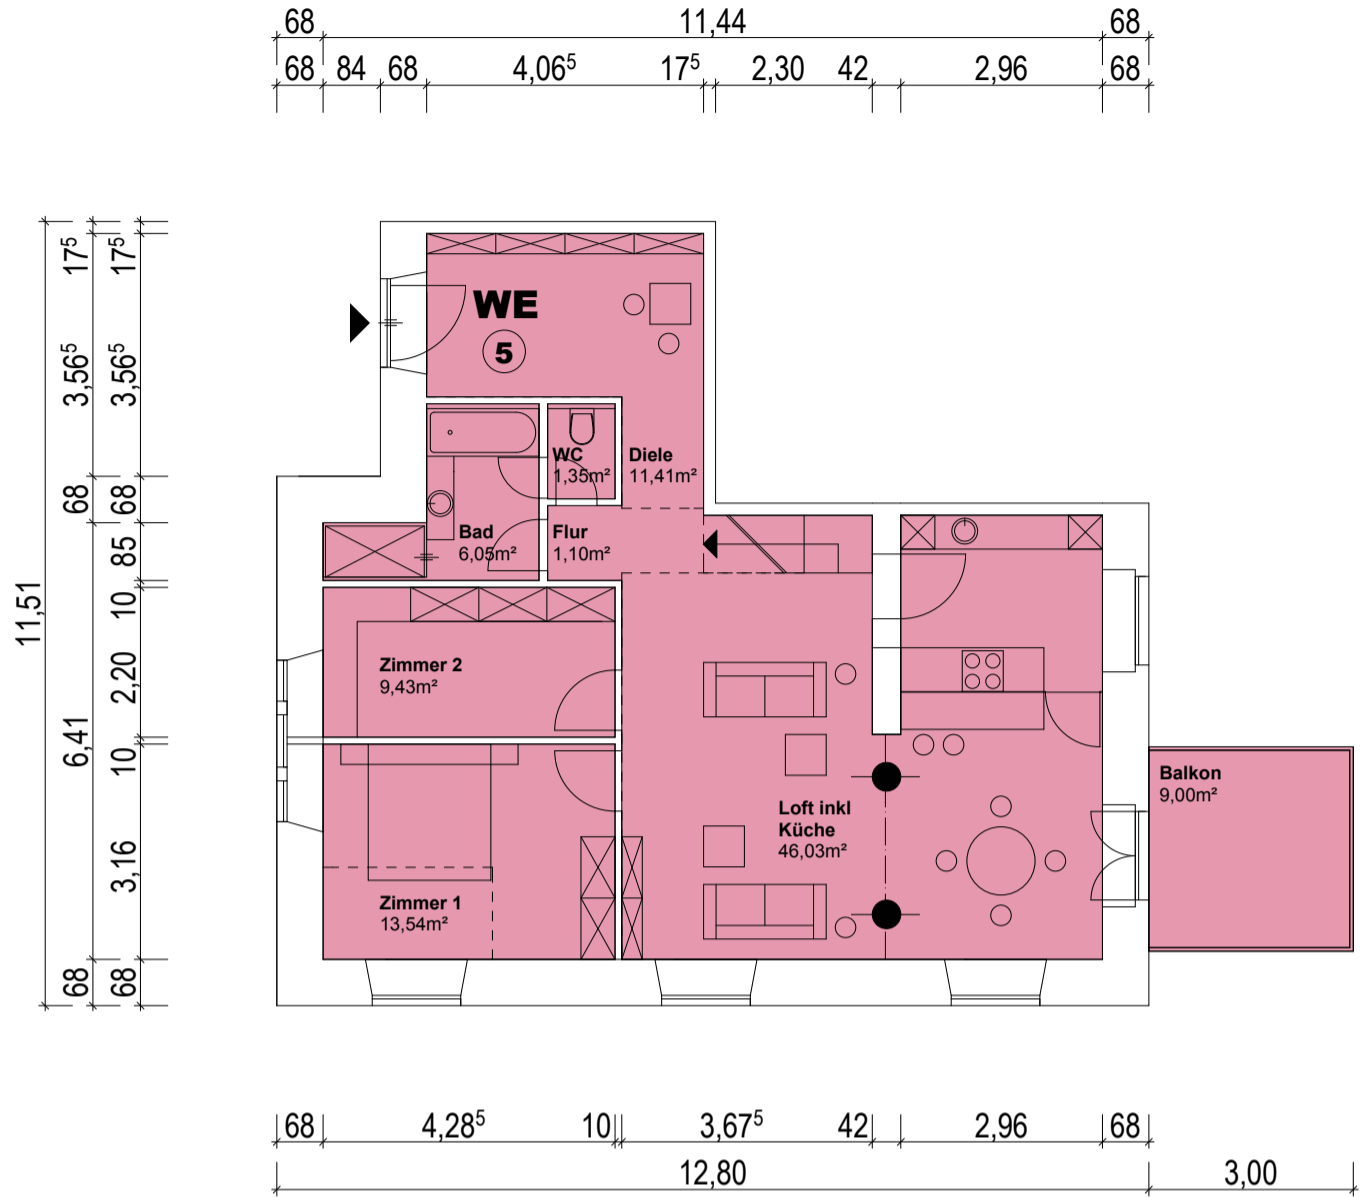 68 11,44 68
68 84 68 4,06⁵ 17⁵ 2,30 42 2,96 68
17⁵ 17⁵
3,56⁵ 3,56⁵
68 68
85
10
11,51
2,20
6,41
10
3,16
68 68
WE
5
WC
1,35m²
Diele
11,41m²
Bad
6,05m²
Flur
1,10m²
Zimmer 2
9,43m²
Loft inkl
Küche
46,03m²
Balkon
9,00m²
Zimmer 1
13,54m²
68 4,28⁵ 10 3,67⁵ 42 2,96 68
12,80 3,00